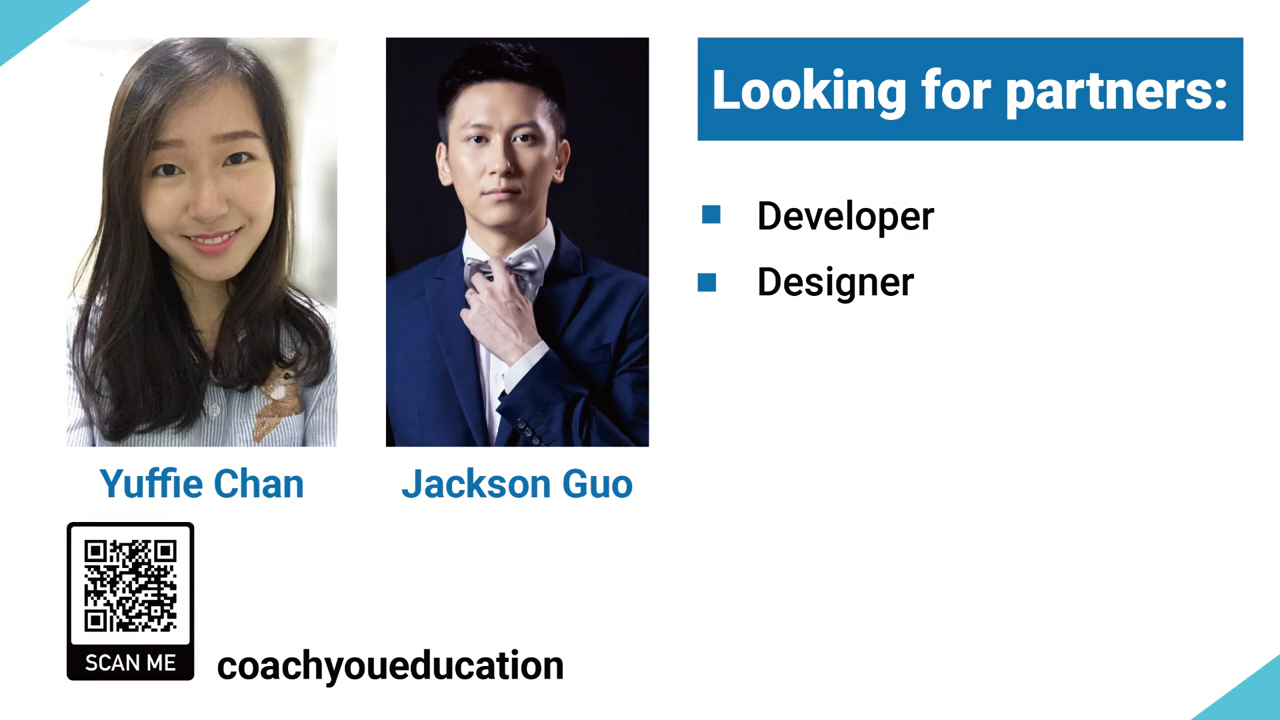 Looking for partners:
Developer
Designer
Yuffie Chan
Jackson Guo
SCAN ME
coachyoueducation